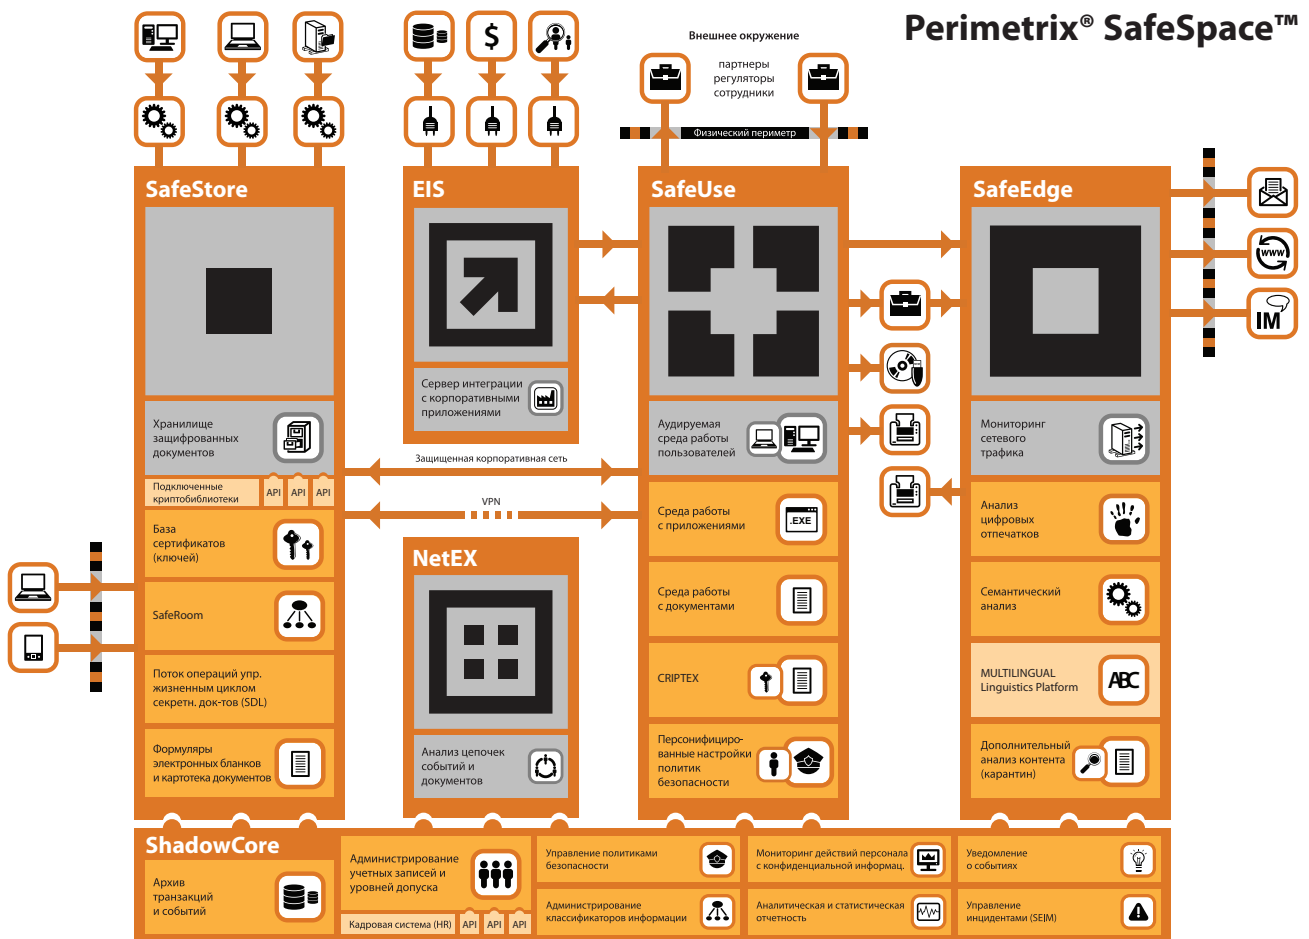 Perimetrix® SafeSpace™
Внешнее окружение
партнеры
регуляторы
сотрудники
$
Физический периметр
SafeStore
Хранилище
защифрованных
документов
Подключенные
криптобиблиотеки
API
API
API
База
сертификатов
(ключей)
SafeRoom
Поток операций упр.
жизненным циклом
секретн. док-тов (SDL)
Формуляры
электронных бланков
и картотека документов
EIS
Сервер интеграции
с корпоративными
приложениями
Защищенная корпоративная сеть
VPN
NetEX
Анализ цепочек
событий и
документов
SafeUse
Аудируемая
среда работы
пользователей
Среда работы
с приложениями
.EXE
Среда работы
с документами
CRIPTEX
Персонифициро-
ванные настройки
политик
безопасности
SafeEdge
Мониторинг
сетевого
трафика
Анализ
цифровых
отпечатков
Семантический
анализ
MULTILINGUAL
Linguistics Platform
ABC
Дополнительный
анализ контента
(карантин)
www
IM
ShadowCore
Архив
транзакций
и событий
Администрирование
учетных записей и
уровней допуска
Кадровая система (HR)
API
API
API
Управление политиками
безопасности
Администрирование
классификаторов информации
Мониторинг действий персонала
с конфиденциальной информац.
Аналитическая и статистическая
отчетность
Уведомление
о событиях
Управление
инцидентами (SEIM)